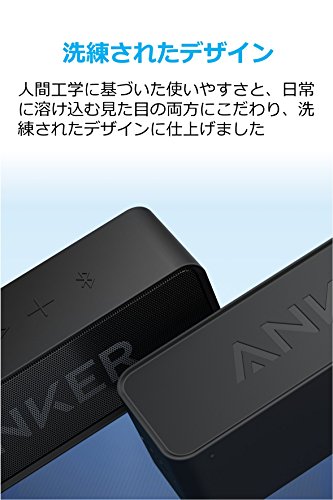 洗練されたデザイン
人間工学に基づいた使いやすさと、日常
に溶け込む見た目の両方にこだわり、洗
練されたデザインに仕上げました
ANKER
ANK